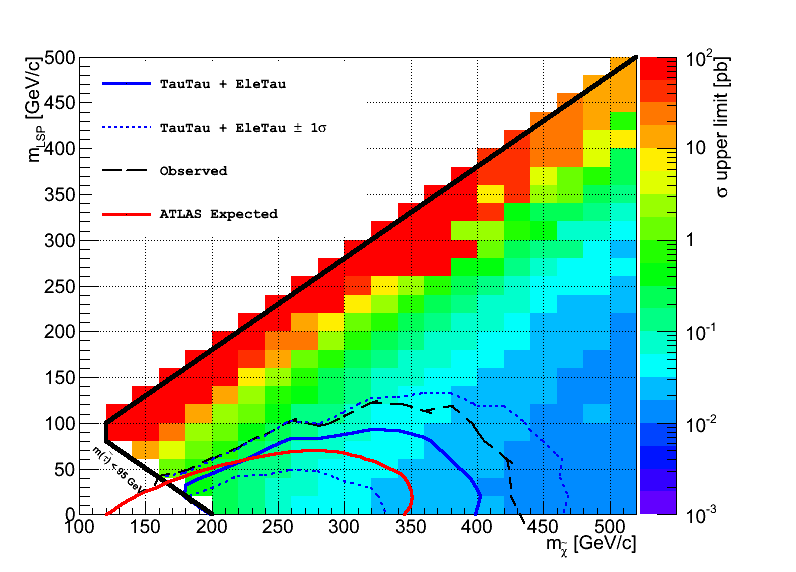 TauTau + EleTau
TauTau + EleTau ± 1σ
Observed
ATLAS Expected
m(τ̃) < 95 GeV
m_LSP [GeV/c]
500
450
400
350
300
250
200
150
100
50
0
100 150 200 250 300 350 400 450 500
m_χ̃ [GeV/c]
σ upper limit [pb]
10²
10
1
10⁻¹
10⁻²
10⁻³